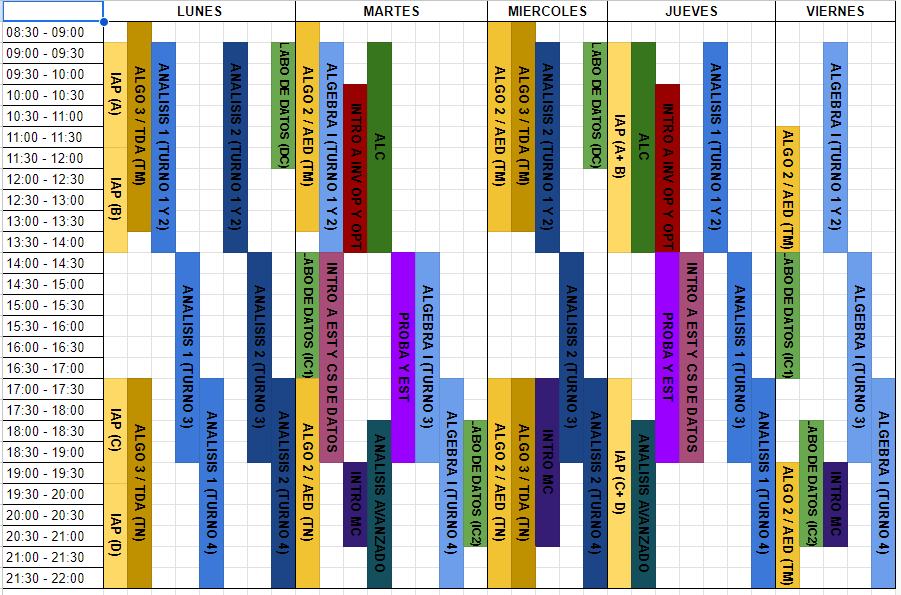 LUNES
MARTES
MIERCOLES
JUEVES
VIERNES
08:30 - 09:00
09:00 - 09:30
09:30 - 10:00
10:00 - 10:30
10:30 - 11:00
11:00 - 11:30
11:30 - 12:00
12:00 - 12:30
12:30 - 13:00
13:00 - 13:30
13:30 - 14:00
14:00 - 14:30
14:30 - 15:00
15:00 - 15:30
15:30 - 16:00
16:00 - 16:30
16:30 - 17:00
17:00 - 17:30
17:30 - 18:00
18:00 - 18:30
18:30 - 19:00
19:00 - 19:30
19:30 - 20:00
20:00 - 20:30
20:30 - 21:00
21:00 - 21:30
21:30 - 22:00
IAP (A)
IAP (B)
IAP (C)
IAP (D)
ALGO 3 / TDA (TM)
ALGO 3 / TDA (TN)
ANALISIS 1 (TURNO 1 Y 2)
ANALISIS 1 (TURNO 3)
ANALISIS 1 (TURNO 4)
ANALISIS 2 (TURNO 1 Y 2)
ANALISIS 2 (TURNO 3)
ANALISIS 2 (TURNO 4)
LABO DE DATOS (DC)
ALGO 2 / AED (TM)
LABO DE DATOS (IC1)
ALGO 2 / AED (TN)
ALGEBRA I (TURNO 1 Y 2)
INTRO A EST Y CS DE DATOS
INTRO A INV OP Y OPT
INTRO MC
ALC
ANALISIS AVANZADO
PROBA Y EST
ALGEBRA I (TURNO 3)
ALGEBRA I (TURNO 4)
LABO DE DATOS (IC2)
ALGO 2 / AED (TM)
ALGO 2 / AED (TN)
ALGO 3 / TDA (TM)
ALGO 3 / TDA (TN)
ANALISIS 2 (TURNO 1 Y 2)
INTRO MC
ANALISIS 2 (TURNO 3)
LABO DE DATOS (DC)
ANALISIS 2 (TURNO 4)
IAP (A+ B)
IAP (C+ D)
ALC
ANALISIS AVANZADO
INTRO A INV OP Y OPT
PROBA Y EST
INTRO A EST Y CS DE DATOS
ANALISIS 1 (TURNO 1 Y 2)
ANALISIS 1 (TURNO 3)
ANALISIS 1 (TURNO 4)
ALGO 2 / AED (TM)
LABO DE DATOS (IC1)
ALGO 2 / AED (TM)
LABO DE DATOS (IC2)
ALGEBRA I (TURNO 1 Y 2)
INTRO MC
ALGEBRA I (TURNO 3)
ALGEBRA I (TURNO 4)